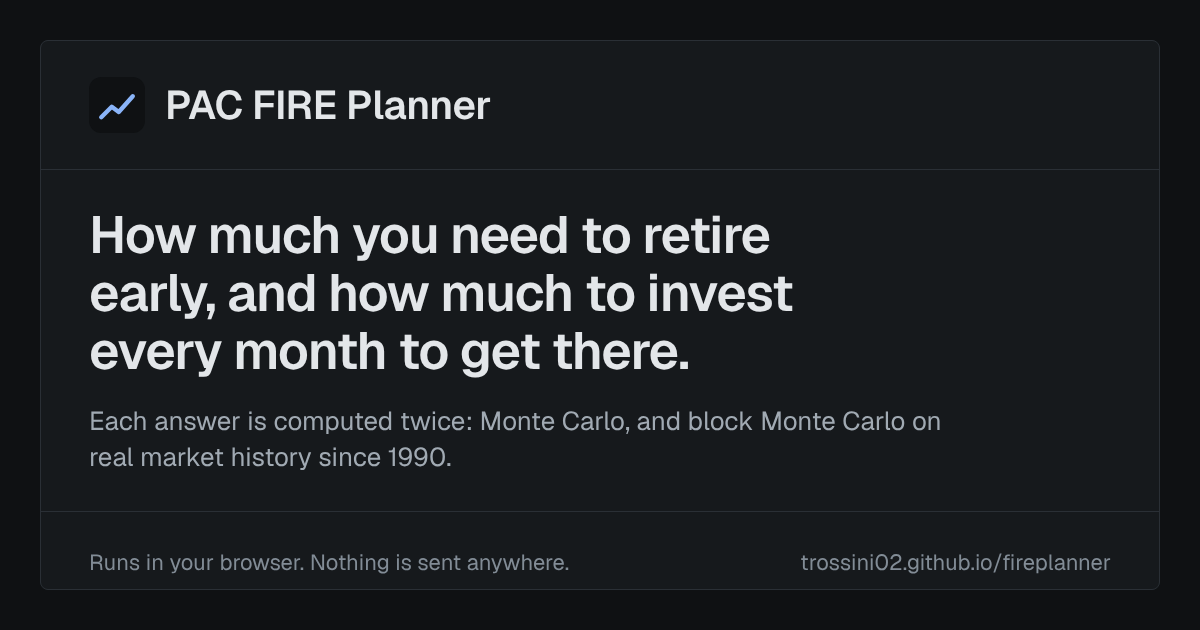 PAC FIRE Planner
How much you need to retire
early, and how much to invest
every month to get there.
Each answer is computed twice: Monte Carlo, and block Monte Carlo on
real market history since 1990.
Runs in your browser. Nothing is sent anywhere.
trossini02.github.io/fireplanner